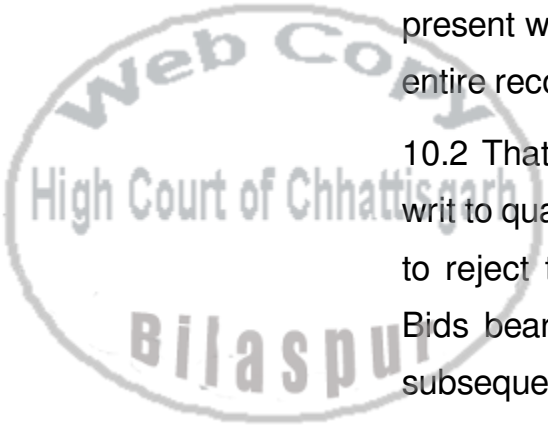 present w
entire reco
10.2 That
writ to qua
to reject t
Bids bear
subseque
Web Copy
High Court of Chhattisgarh
Bilaspur